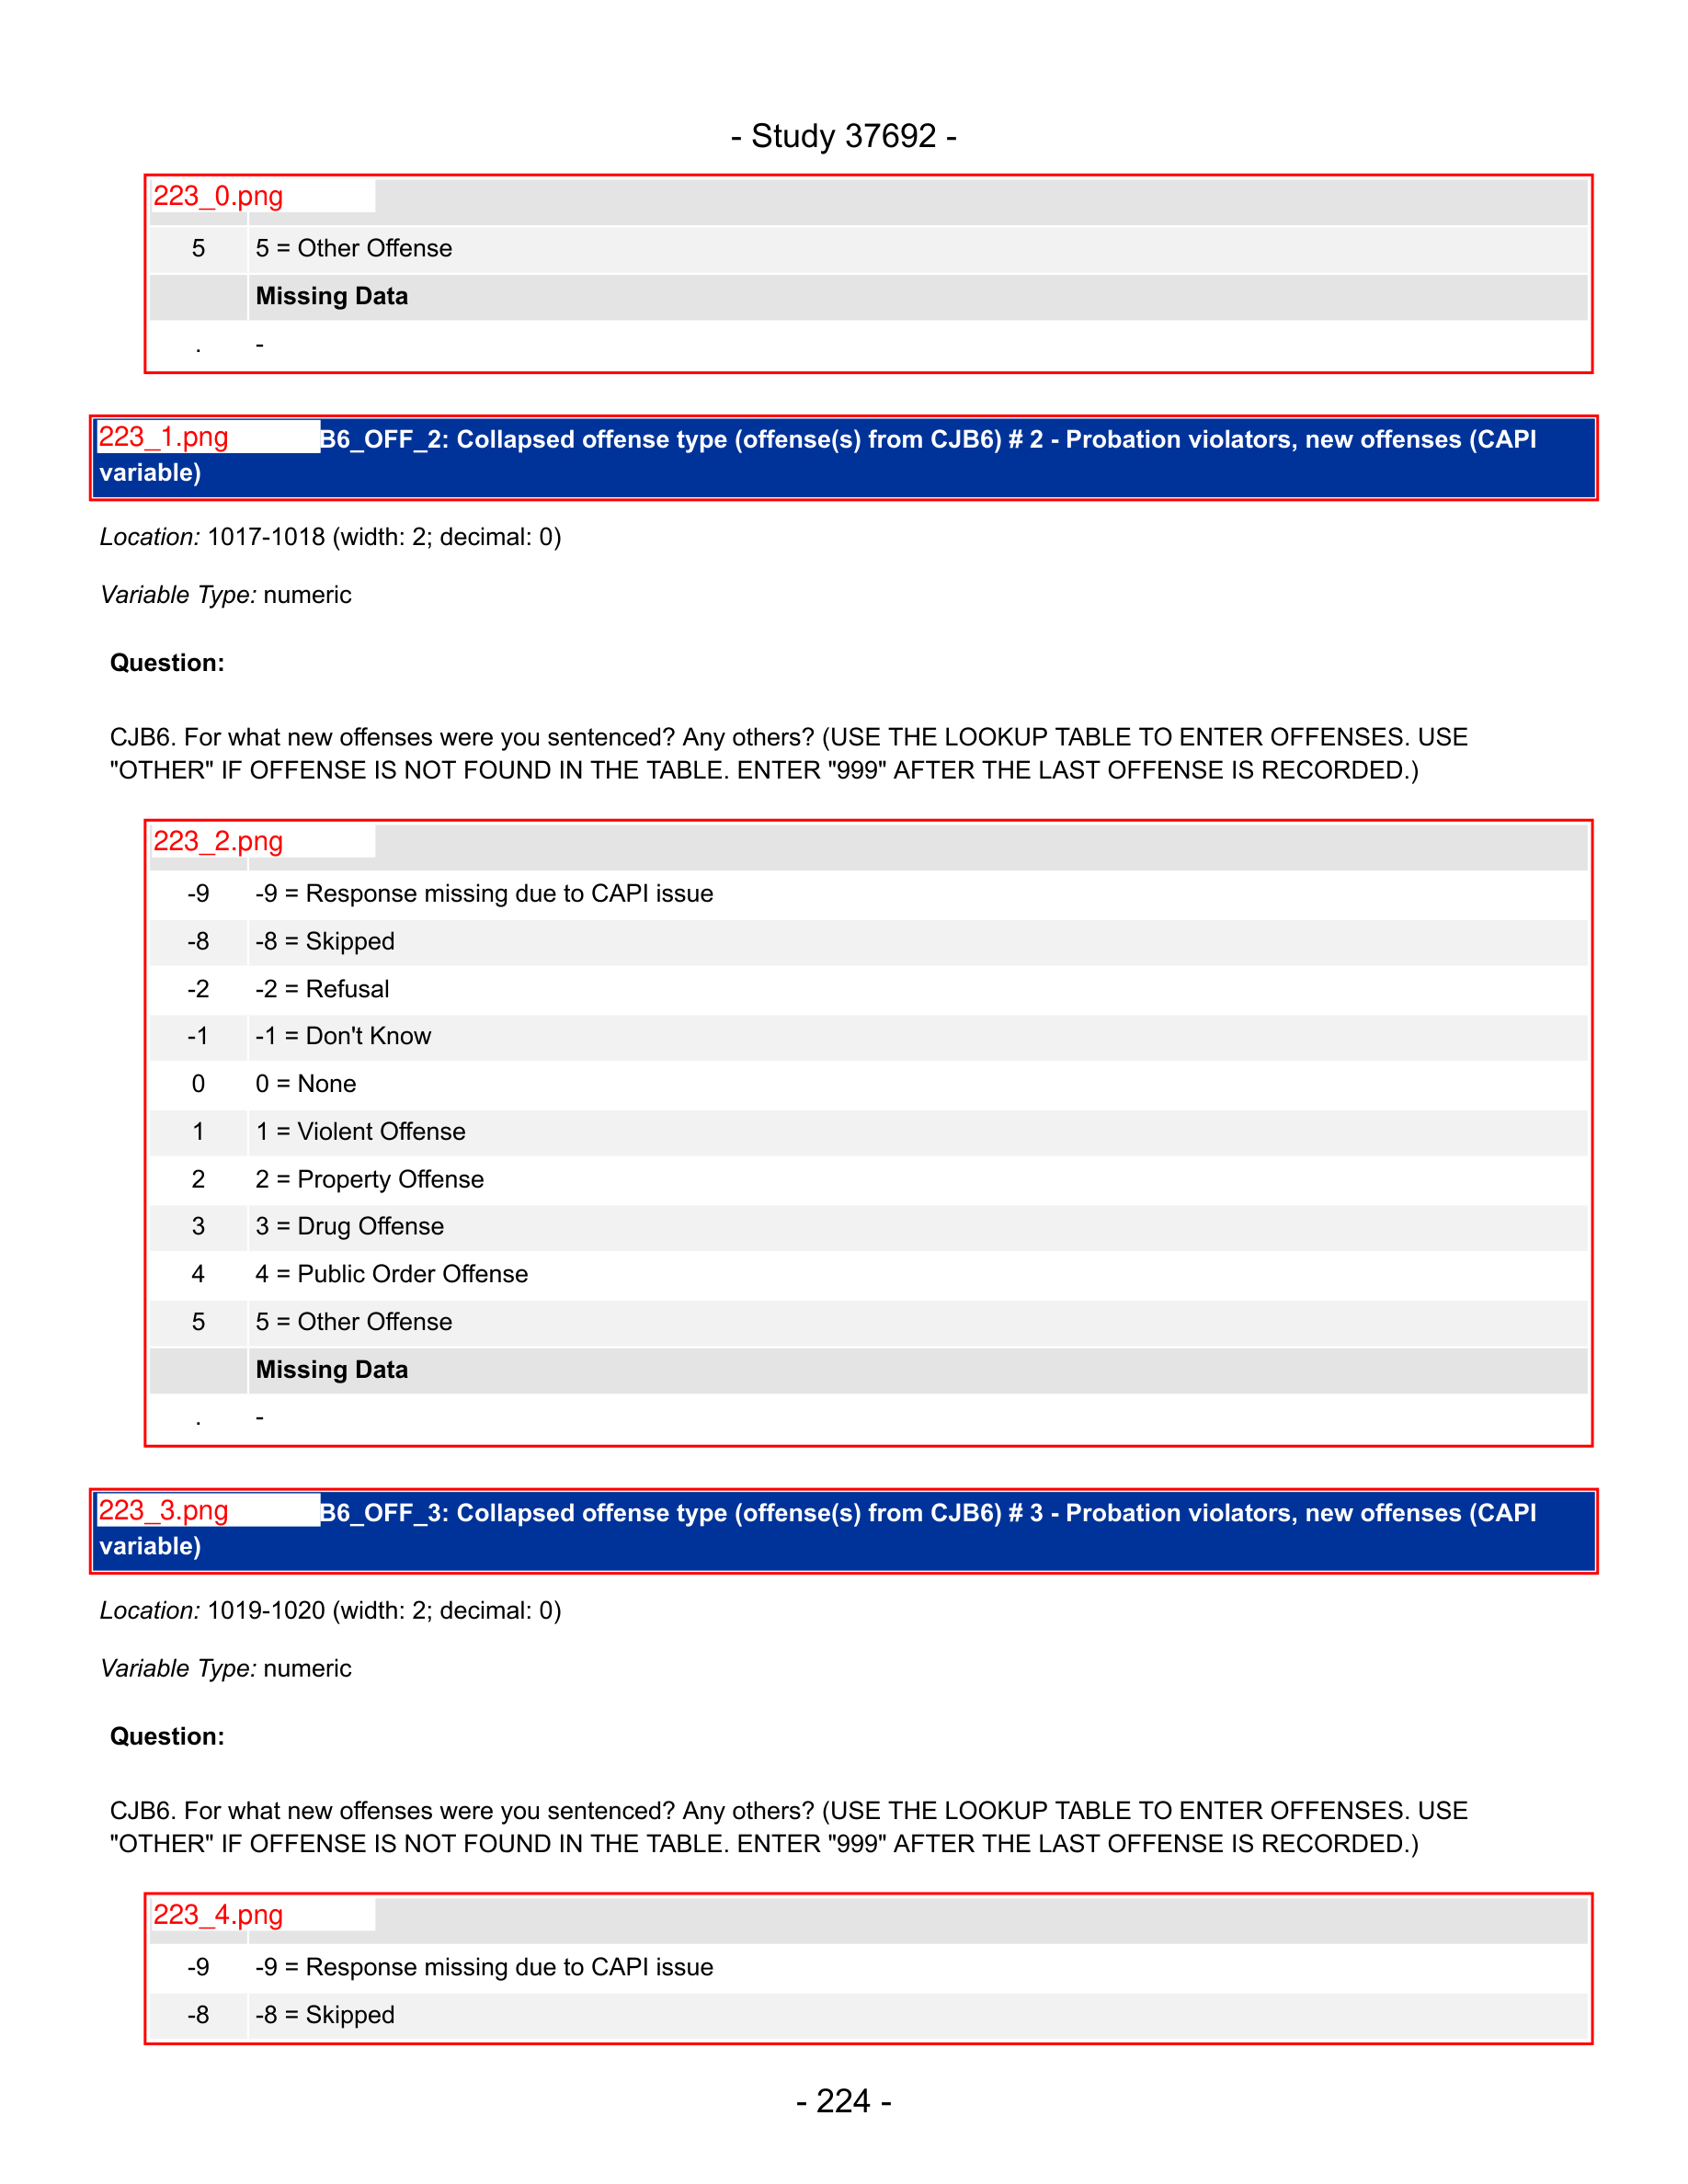 - Study 37692 -
223_0.png
5 5 = Other Offense
Missing Data
. -
223_1.png B6_OFF_2: Collapsed offense type (offense(s) from CJB6) # 2 - Probation violators, new offenses (CAPI
variable)
Location: 1017-1018 (width: 2; decimal: 0)
Variable Type: numeric
Question:
CJB6. For what new offenses were you sentenced? Any others? (USE THE LOOKUP TABLE TO ENTER OFFENSES. USE
"OTHER" IF OFFENSE IS NOT FOUND IN THE TABLE. ENTER "999" AFTER THE LAST OFFENSE IS RECORDED.)
223_2.png
-9 -9 = Response missing due to CAPI issue
-8 -8 = Skipped
-2 -2 = Refusal
-1 -1 = Don't Know
0 0 = None
1 1 = Violent Offense
2 2 = Property Offense
3 3 = Drug Offense
4 4 = Public Order Offense
5 5 = Other Offense
Missing Data
. -
223_3.png B6_OFF_3: Collapsed offense type (offense(s) from CJB6) # 3 - Probation violators, new offenses (CAPI
variable)
Location: 1019-1020 (width: 2; decimal: 0)
Variable Type: numeric
Question:
CJB6. For what new offenses were you sentenced? Any others? (USE THE LOOKUP TABLE TO ENTER OFFENSES. USE
"OTHER" IF OFFENSE IS NOT FOUND IN THE TABLE. ENTER "999" AFTER THE LAST OFFENSE IS RECORDED.)
223_4.png
-9 -9 = Response missing due to CAPI issue
-8 -8 = Skipped
- 224 -